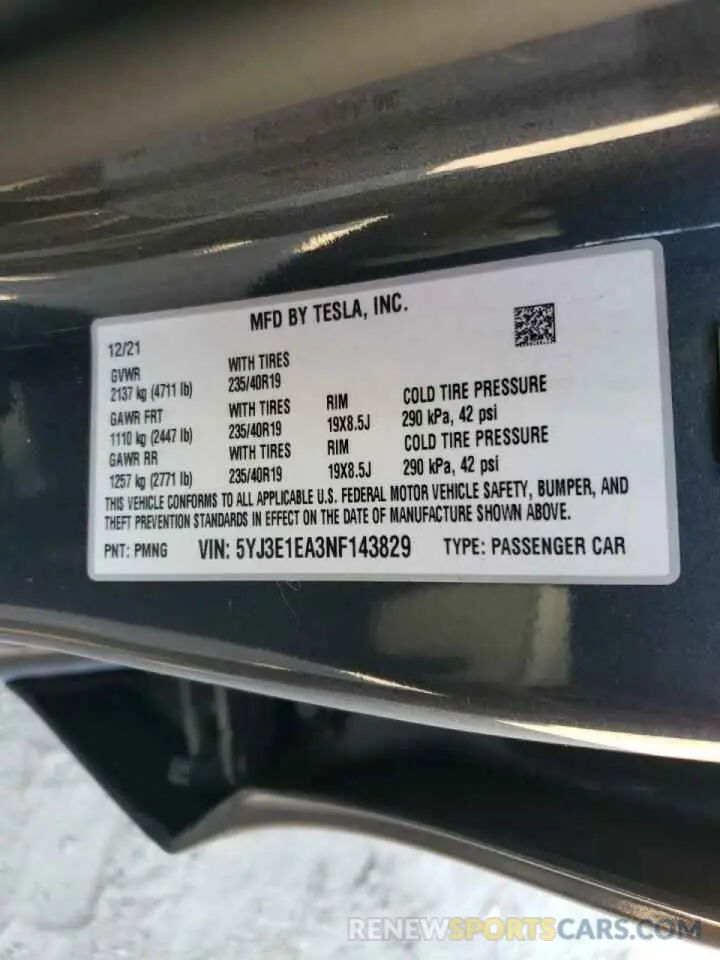 MFD BY TESLA, INC.
12/21
GVWR WITH TIRES
2137 kg (4711 lb) 235/40R19
GAWR FRT WITH TIRES RIM COLD TIRE PRESSURE
1110 kg (2447 lb) 235/40R19 19X8.5J 290 kPa, 42 psi
GAWR RR WITH TIRES RIM COLD TIRE PRESSURE
1257 kg (2771 lb) 235/40R19 19X8.5J 290 kPa, 42 psi
THIS VEHICLE CONFORMS TO ALL APPLICABLE U.S. FEDERAL MOTOR VEHICLE SAFETY, BUMPER, AND
THEFT PREVENTION STANDARDS IN EFFECT ON THE DATE OF MANUFACTURE SHOWN ABOVE.
PNT: PMNG VIN: 5YJ3E1EA3NF143829 TYPE: PASSENGER CAR
RENEWSPORTSCARS.COM